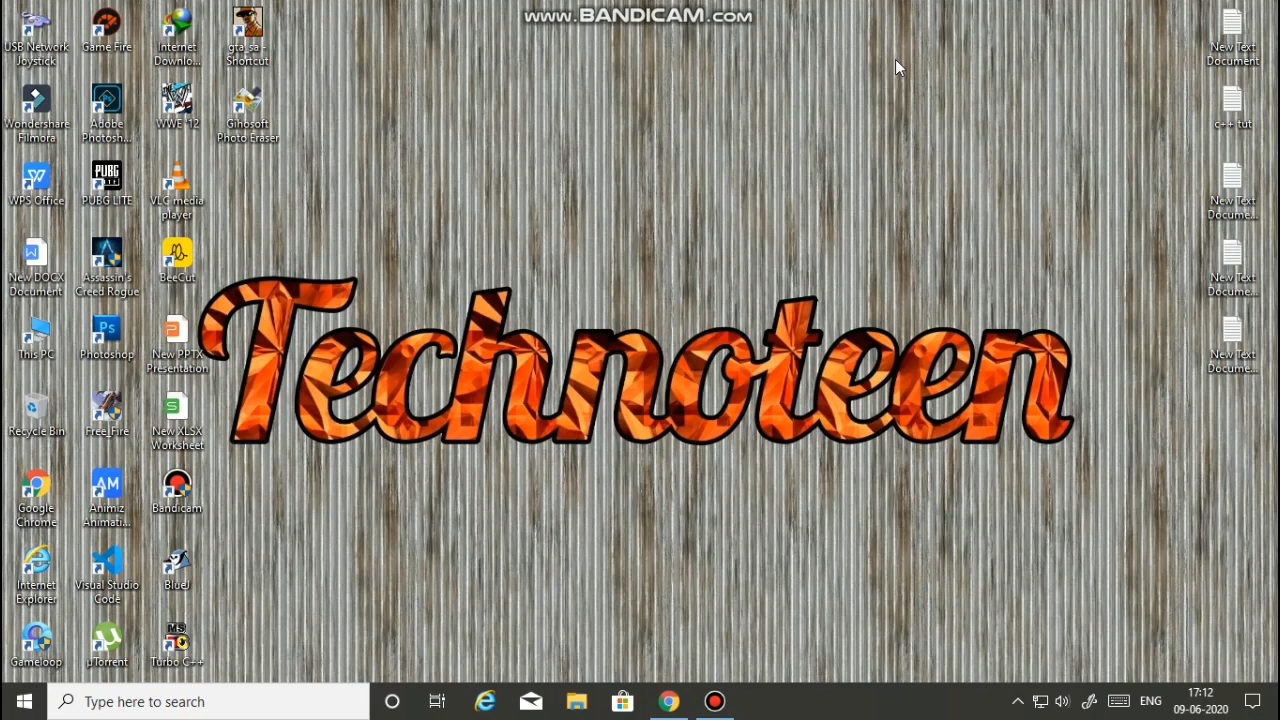 www.BANDICAM.com
USB Network
Joystick
Game Fire
Internet
Downlo...
gta_sa -
Shortcut
New Text
Document
Wondershare
Filmora
Adobe
Photosh...
WWE '12
Gihosoft
Photo Eraser
c++ tut
WPS Office
PUBG LITE
VLC media
player
New Text
Docume...
New DOCX
Document
Assassin's
Creed Rogue
BeeCut
New Text
Docume...
Technoteen
This PC
Photoshop
New PPTX
Presentation
New Text
Docume...
Recycle Bin
Free_Fire
New XLSX
Worksheet
Google
Chrome
Animiz
Animati...
Bandicam
Internet
Explorer
Visual Studio
Code
BlueJ
Gameloop
µTorrent
Turbo C++
Type here to search
ENG
17:12
09-06-2020